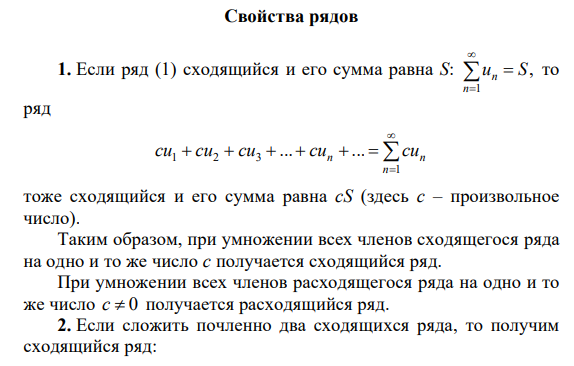 Свойства рядов
1. Если ряд (1) сходящийся и его сумма равна S: $\sum_{n=1}^{\infty} u_n = S$, то
ряд
$cu_1 + cu_2 + cu_3 + ... + cu_n + ... = \sum_{n=1}^{\infty} cu_n$
тоже сходящийся и его сумма равна cS (здесь c – произвольное
число).
Таким образом, при умножении всех членов сходящегося ряда
на одно и то же число c получается сходящийся ряд.
При умножении всех членов расходящегося ряда на одно и то
же число $c \neq 0$ получается расходящийся ряд.
2. Если сложить почленно два сходящихся ряда, то получим
сходящийся ряд: